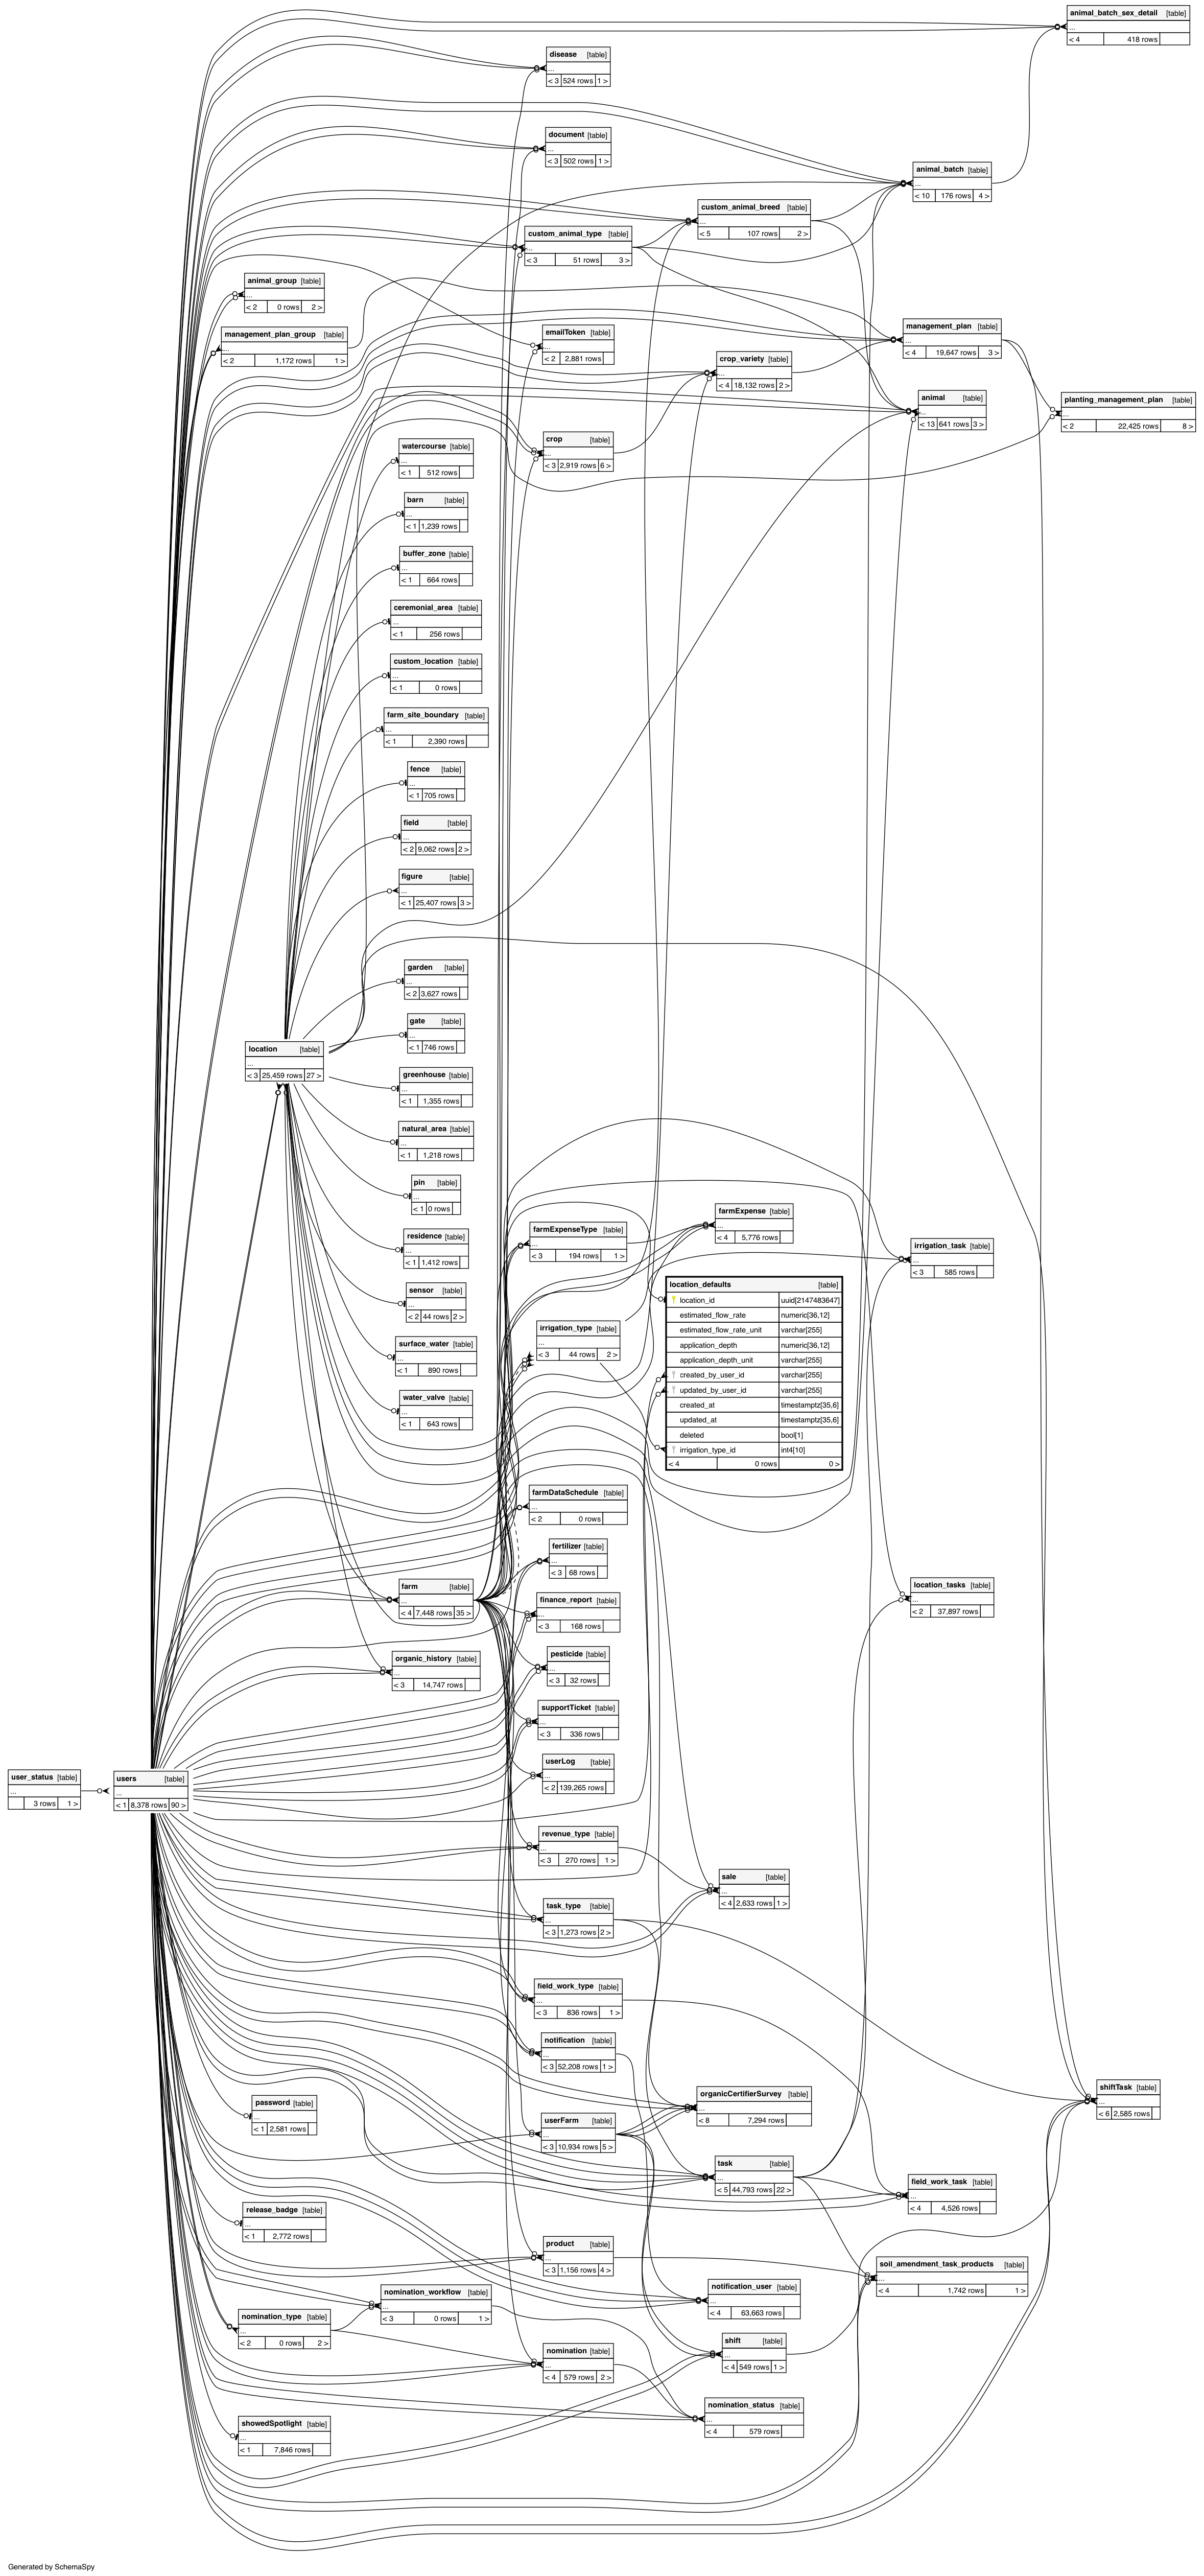 animal_batch_sex_detail [table]
...
< 4 418 rows
disease [table]
...
< 3 524 rows 1 >
document [table]
...
< 3 502 rows 1 >
animal_batch [table]
...
< 10 176 rows 4 >
custom_animal_breed [table]
...
< 5 107 rows 2 >
custom_animal_type [table]
...
< 3 51 rows 3 >
animal_group [table]
...
< 2 0 rows 2 >
management_plan_group [table]
...
< 2 1,172 rows 1 >
emailToken [table]
...
< 2 2,881 rows
management_plan [table]
...
< 4 19,647 rows 3 >
crop_variety [table]
...
< 4 18,132 rows 2 >
animal [table]
...
< 13 641 rows 3 >
planting_management_plan [table]
...
< 2 22,425 rows 8 >
crop [table]
...
< 3 2,919 rows 6 >
watercourse [table]
...
< 1 512 rows
barn [table]
...
< 1 1,239 rows
buffer_zone [table]
...
< 1 664 rows
ceremonial_area [table]
...
< 1 256 rows
custom_location [table]
...
< 1 0 rows
farm_site_boundary [table]
...
< 1 2,390 rows
fence [table]
...
< 1 705 rows
field [table]
...
< 2 9,062 rows 2 >
figure [table]
...
< 1 25,407 rows 3 >
garden [table]
...
< 2 3,627 rows
gate [table]
...
< 1 746 rows
location [table]
...
< 3 25,459 rows 27 >
greenhouse [table]
...
< 1 1,355 rows
natural_area [table]
...
< 1 1,218 rows
pin [table]
...
< 1 0 rows
residence [table]
...
< 1 1,412 rows
sensor [table]
...
< 2 44 rows 2 >
surface_water [table]
...
< 1 890 rows
water_valve [table]
...
< 1 643 rows
farmExpenseType [table]
...
< 3 194 rows 1 >
farmExpense [table]
...
< 4 5,776 rows
irrigation_task [table]
...
< 3 585 rows
irrigation_type [table]
...
< 3 44 rows 2 >
location_defaults [table]
location_id uuid[2147483647]
estimated_flow_rate numeric[36,12]
estimated_flow_rate_unit varchar[255]
application_depth numeric[36,12]
application_depth_unit varchar[255]
created_by_user_id varchar[255]
updated_by_user_id varchar[255]
created_at timestamptz[35,6]
updated_at timestamptz[35,6]
deleted bool[1]
irrigation_type_id int4[10]
< 4 0 rows 0 >
farmDataSchedule [table]
...
< 2 0 rows
fertilizer [table]
...
< 3 68 rows
farm [table]
...
< 4 7,448 rows 35 >
finance_report [table]
...
< 3 168 rows
location_tasks [table]
...
< 2 37,897 rows
organic_history [table]
...
< 3 14,747 rows
pesticide [table]
...
< 3 32 rows
supportTicket [table]
...
< 3 336 rows
userLog [table]
...
< 2 139,265 rows
user_status [table]
...
3 rows 1 >
users [table]
...
< 1 8,378 rows 90 >
revenue_type [table]
...
< 3 270 rows 1 >
sale [table]
...
< 4 2,633 rows 1 >
task_type [table]
...
< 3 1,273 rows 2 >
field_work_type [table]
...
< 3 836 rows 1 >
notification [table]
...
< 3 52,208 rows 1 >
shiftTask [table]
...
< 6 2,585 rows
organicCertifierSurvey [table]
...
< 8 7,294 rows
password [table]
...
< 1 2,581 rows
userFarm [table]
...
< 3 10,934 rows 5 >
task [table]
...
< 5 44,793 rows 22 >
field_work_task [table]
...
< 4 4,526 rows
release_badge [table]
...
< 1 2,772 rows
product [table]
...
< 3 1,156 rows 4 >
soil_amendment_task_products [table]
...
< 4 1,742 rows 1 >
notification_user [table]
...
< 4 63,663 rows
nomination_workflow [table]
...
< 3 0 rows 1 >
nomination_type [table]
...
< 2 0 rows 2 >
shift [table]
...
< 4 549 rows 1 >
nomination [table]
...
< 4 579 rows 2 >
nomination_status [table]
...
< 4 579 rows
showedSpotlight [table]
...
< 1 7,846 rows
Generated by SchemaSpy